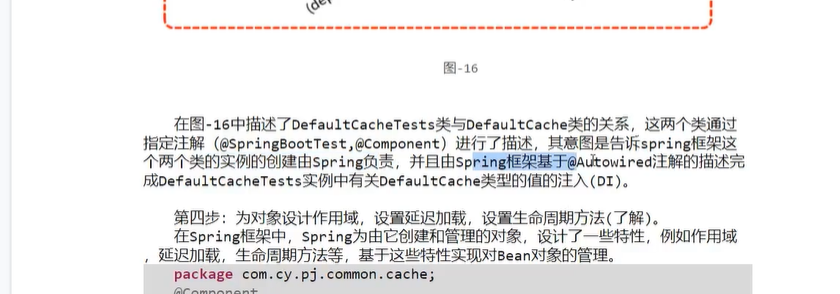 (de
图-16
在图-16中描述了DefaultCacheTests类与DefaultCache类的关系，这两个类通过
指定注解（@SpringBootTest,@Component）进行了描述，其意图是告诉spring框架这
个两个类的实例的创建由Spring负责，并且由Spring框架基于@Autowired注解的描述完
成DefaultCacheTests实例中有关DefaultCache类型的值的注入(DI)。
第四步：为对象设计作用域，设置延迟加载，设置生命周期方法(了解)。
在Spring框架中，Spring为由它创建和管理的对象，设计了一些特性，例如作用域
，延迟加载，生命周期方法等，基于这些特性实现对Bean对象的管理。
package com.cy.pj.common.cache;
@Component